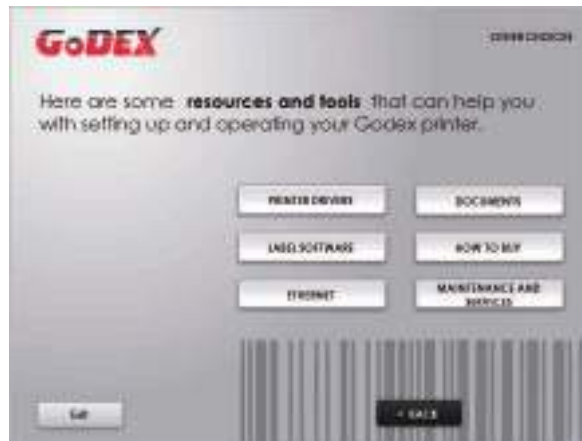 GoDEX
Here are some resources and tools that can help you
with setting up and operating your Godex printer.
PRINTER DRIVERS
DOCUMENTS
LABEL SOFTWARE
HOW TO BUY
ETHERNET
MAINTENANCE AND
SERVICES
Exit
< BACK